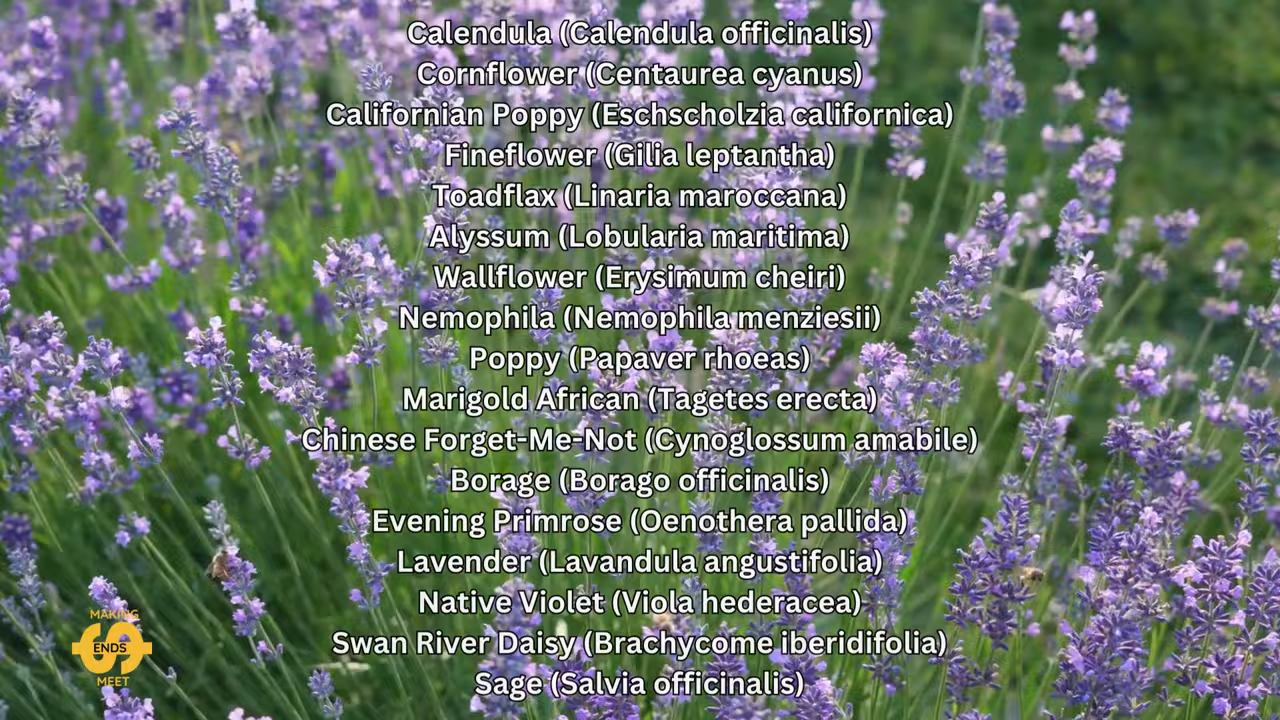 Calendula (Calendula officinalis)
Cornflower (Centaurea cyanus)
Californian Poppy (Eschscholzia californica)
Fineflower (Gilia leptantha)
Toadflax (Linaria maroccana)
Alyssum (Lobularia maritima)
Wallflower (Erysimum cheiri)
Nemophila (Nemophila menziesii)
Poppy (Papaver rhoeas)
Marigold African (Tagetes erecta)
Chinese Forget-Me-Not (Cynoglossum amabile)
Borage (Borago officinalis)
Evening Primrose (Oenothera pallida)
Lavender (Lavandula angustifolia)
Native Violet (Viola hederacea)
Swan River Daisy (Brachycome iberidifolia)
Sage (Salvia officinalis)
MAKING
ENDS
MEET